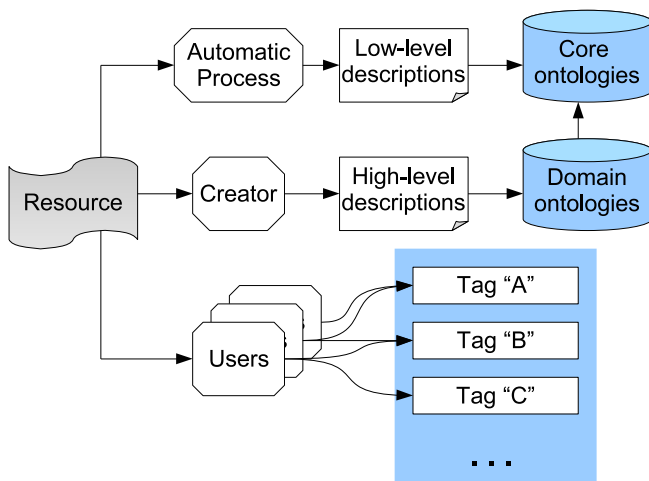 Automatic
Process
Low-level
descriptions
Core
ontologies
Resource
Creator
High-level
descriptions
Domain
ontologies
Users
Tag “A”
Tag “B”
Tag “C”
. . .